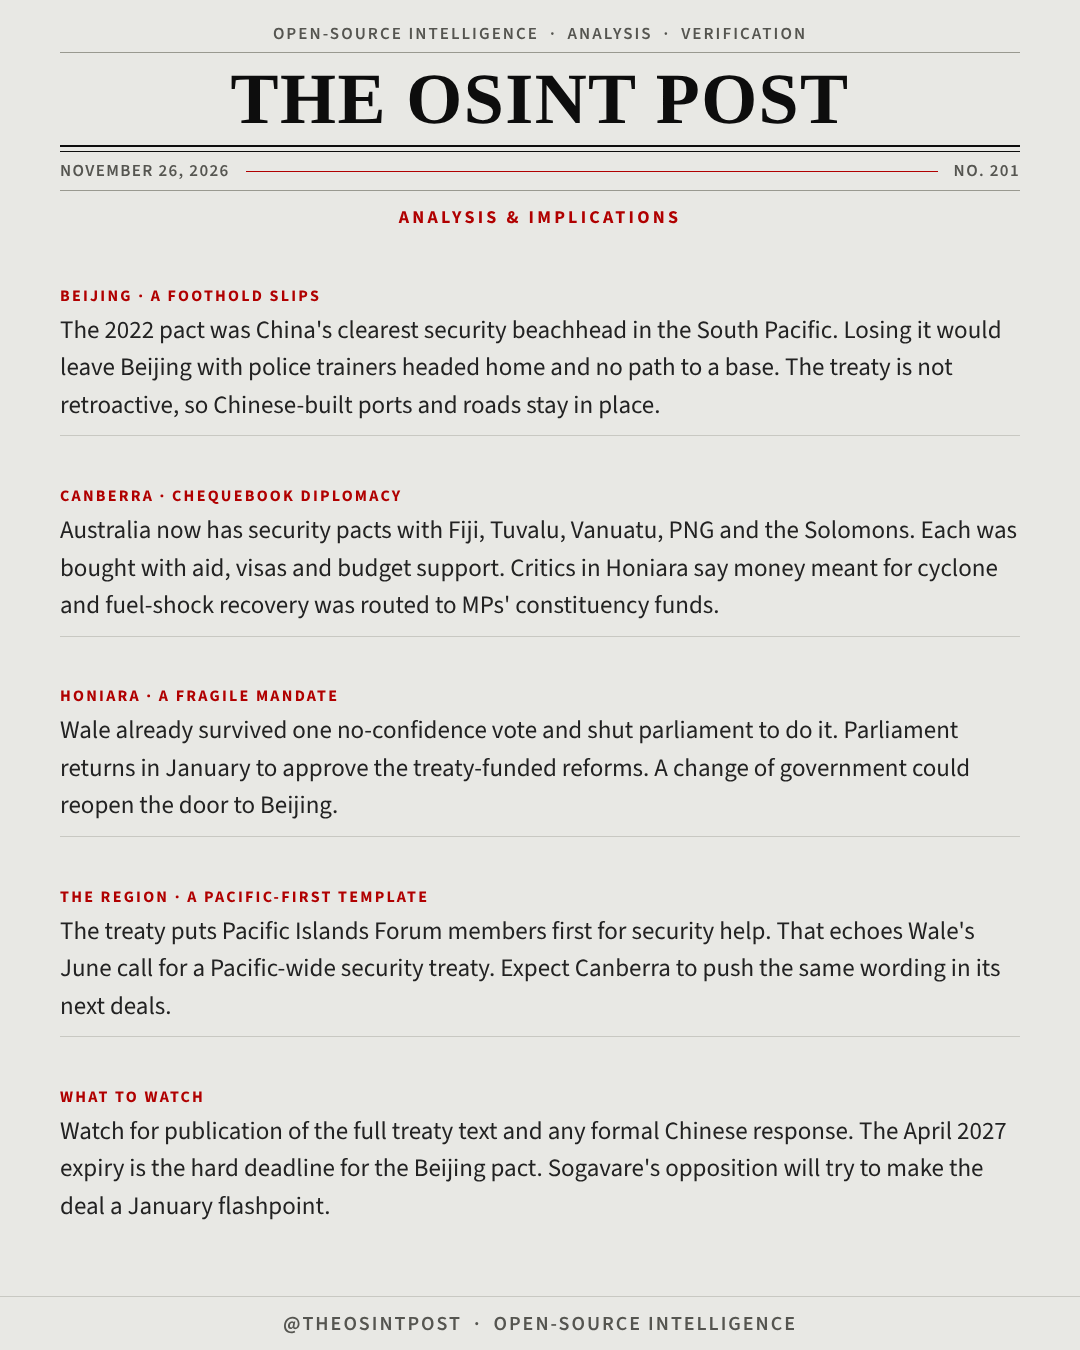 OPEN-SOURCE INTELLIGENCE · ANALYSIS · VERIFICATION
THE OSINT POST
NOVEMBER 26, 2026 NO. 201
ANALYSIS & IMPLICATIONS
BEIJING · A FOOTHOLD SLIPS
The 2022 pact was China's clearest security beachhead in the South Pacific. Losing it would
leave Beijing with police trainers headed home and no path to a base. The treaty is not
retroactive, so Chinese-built ports and roads stay in place.
CANBERRA · CHEQUEBOOK DIPLOMACY
Australia now has security pacts with Fiji, Tuvalu, Vanuatu, PNG and the Solomons. Each was
bought with aid, visas and budget support. Critics in Honiara say money meant for cyclone
and fuel-shock recovery was routed to MPs' constituency funds.
HONIARA · A FRAGILE MANDATE
Wale already survived one no-confidence vote and shut parliament to do it. Parliament
returns in January to approve the treaty-funded reforms. A change of government could
reopen the door to Beijing.
THE REGION · A PACIFIC-FIRST TEMPLATE
The treaty puts Pacific Islands Forum members first for security help. That echoes Wale's
June call for a Pacific-wide security treaty. Expect Canberra to push the same wording in its
next deals.
WHAT TO WATCH
Watch for publication of the full treaty text and any formal Chinese response. The April 2027
expiry is the hard deadline for the Beijing pact. Sogavare's opposition will try to make the
deal a January flashpoint.
@THEOSINTPOST · OPEN-SOURCE INTELLIGENCE